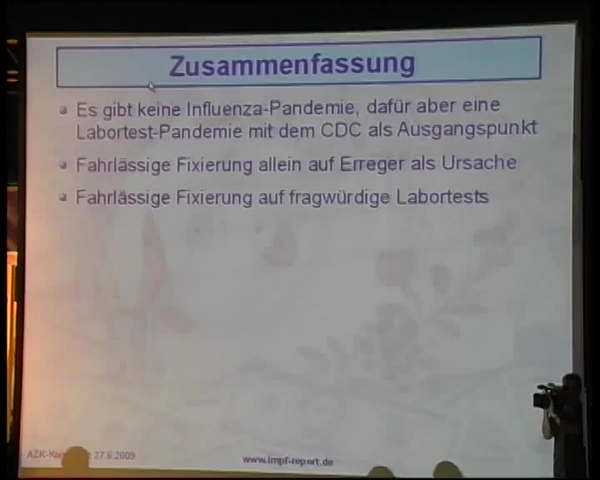 Zusammenfassung
Es gibt keine Influenza-Pandemie, dafür aber eine
Labortest-Pandemie mit dem CDC als Ausgangspunkt
Fahrlässige Fixierung allein auf Erreger als Ursache
Fahrlässige Fixierung auf fragwürdige Labortests
27.6.2009
www.impf-report.de